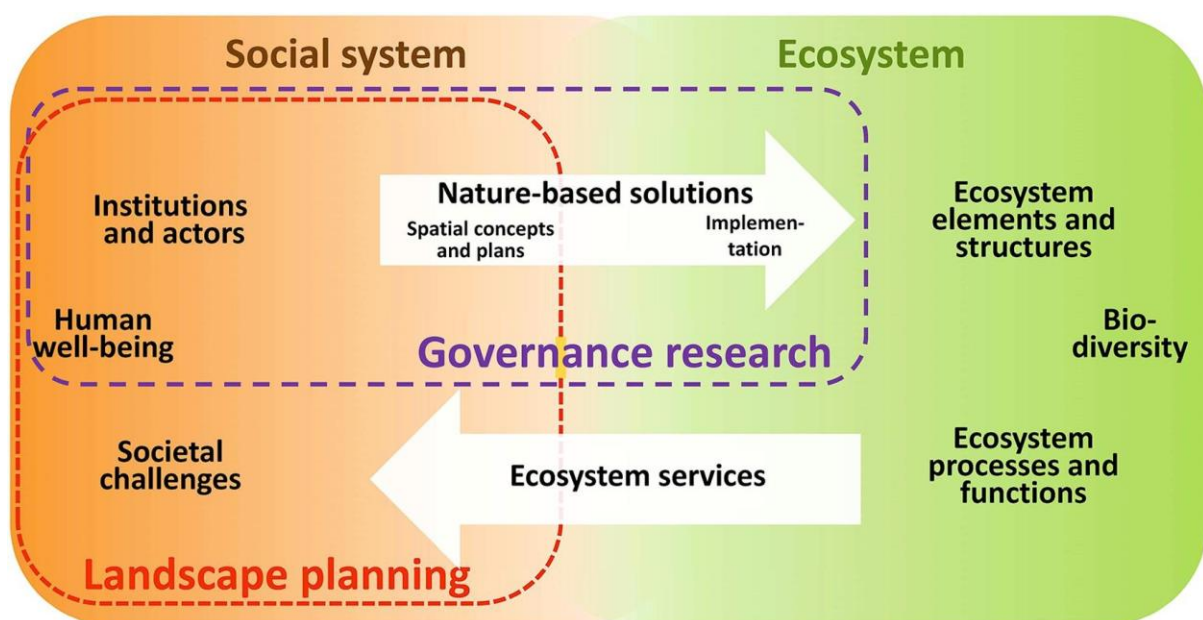 Social system
Ecosystem
Institutions
and actors
Nature-based solutions
Spatial concepts
and plans
Implemen-
tation
Ecosystem
elements and
structures
Human
well-being
Governance research
Bio-
diversity
Societal
challenges
Ecosystem services
Ecosystem
processes and
functions
Landscape planning